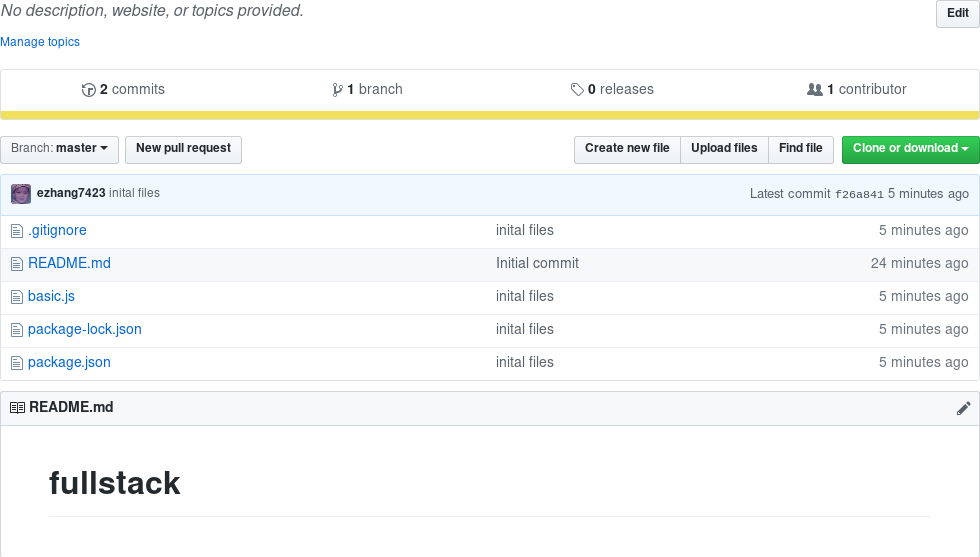 No description, website, or topics provided. Edit
Manage topics
2 commits 1 branch 0 releases 1 contributor
Branch: master New pull request Create new file Upload files Find file Clone or download
ezhang7423 inital files Latest commit f26a841 5 minutes ago
.gitignore inital files 5 minutes ago
README.md Initial commit 24 minutes ago
basic.js inital files 5 minutes ago
package-lock.json inital files 5 minutes ago
package.json inital files 5 minutes ago
README.md
fullstack